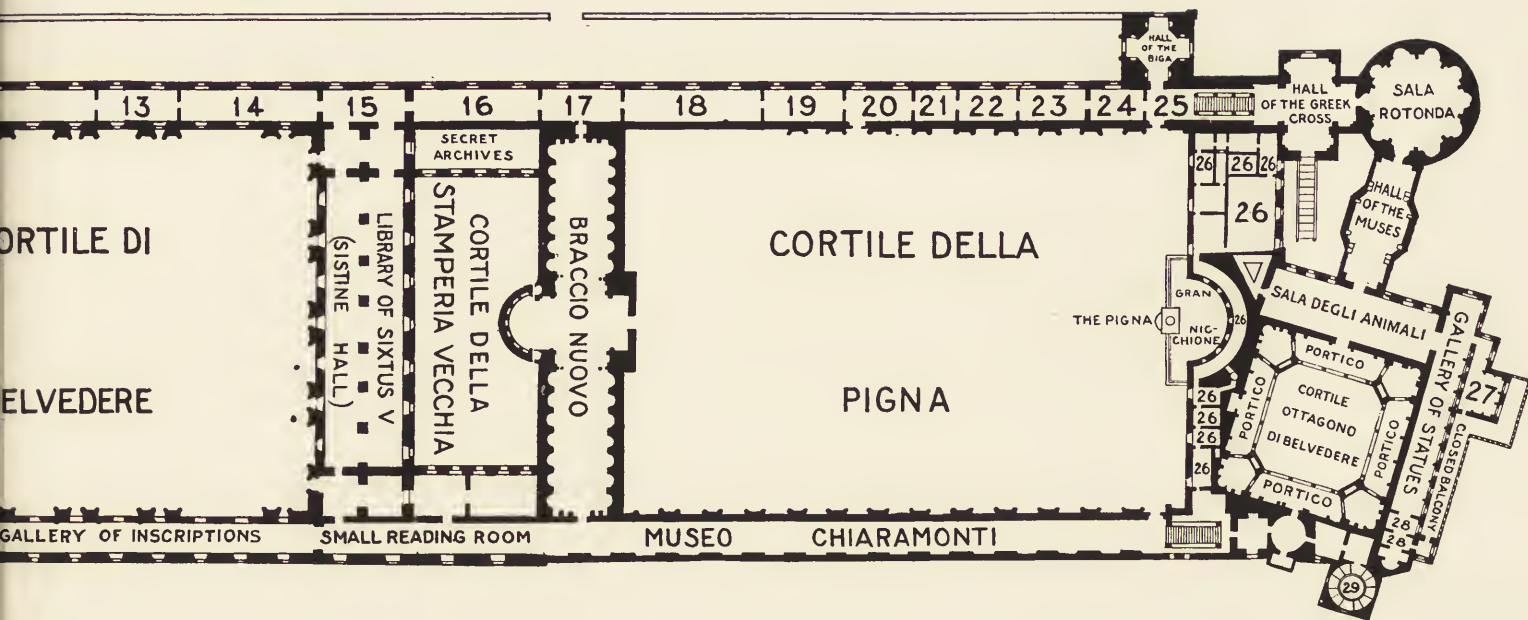 HALL
OF THE
BIGA
13 14 15 16 17 18 19 20 21 22 23 24 25
HALL
OF THE GREEK
CROSS
SALA
ROTONDA
SECRET
ARCHIVES
26 26 26
26
HALL
OF THE
MUSES
ORTILE DI
ELVEDERE
LIBRARY OF SIXTUS V
(SISTINE HALL)
CORTILE DELLA
STAMPERIA VECCHIA
BRACCIO NUOVO
CORTILE DELLA
PIGNA
THE PIGNA
GRAN
NIC-
CHIONE
26
SALA DEGLI ANIMALI
GALLERY OF STATUES
27
CLOSED BALCONY
PORTICO
PORTICO
CORTILE
OTTAGONO
DI BELVEDERE
PORTICO
PORTICO
26
26
26
26
28
28
29
GALLERY OF INSCRIPTIONS
SMALL READING ROOM
MUSEO CHIARAMONTI